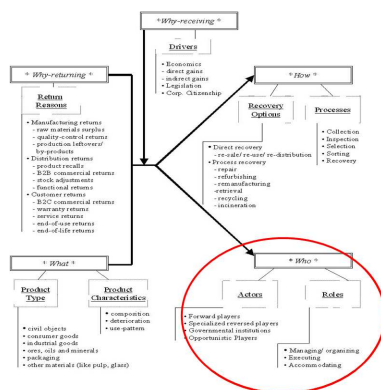 * Why-receiving *
Drivers
• Economics
- direct gains
- indirect gains
• Legislation
• Corp. Citizenship
* Why-returning *
Return
Reasons
• Manufacturing returns
- raw materials surplus
- quality-control returns
- production leftovers/
by-products
• Distribution returns
- product recalls
- B2B commercial returns
- stock adjustments
- functional returns
• Customer returns
- B2C commercial returns
- warranty returns
- service returns
- end-of-use returns
- end-of-life returns
* How *
Recovery
Options
• Direct recovery
- re-sale/ re-use/ re-distribution
• Process recovery
- repair
- refurbishing
- remanufacturing
-retrieval
- recycling
- incineration
Processes
• Collection
• Inspection
• Selection
• Sorting
• Recovery
* What *
Product
Type
• civil objects
• consumer goods
• industrial goods
• ores, oils and minerals
• packaging
• other materials (like pulp, glass)
Product
Characteristics
• composition
• deterioration
• use-pattern
* Who *
Actors
• Forward players
• Specialized reversed players
• Governmental institutions
• Opportunistic Players
Roles
• Managing/ organizing
• Executing
• Accommodating